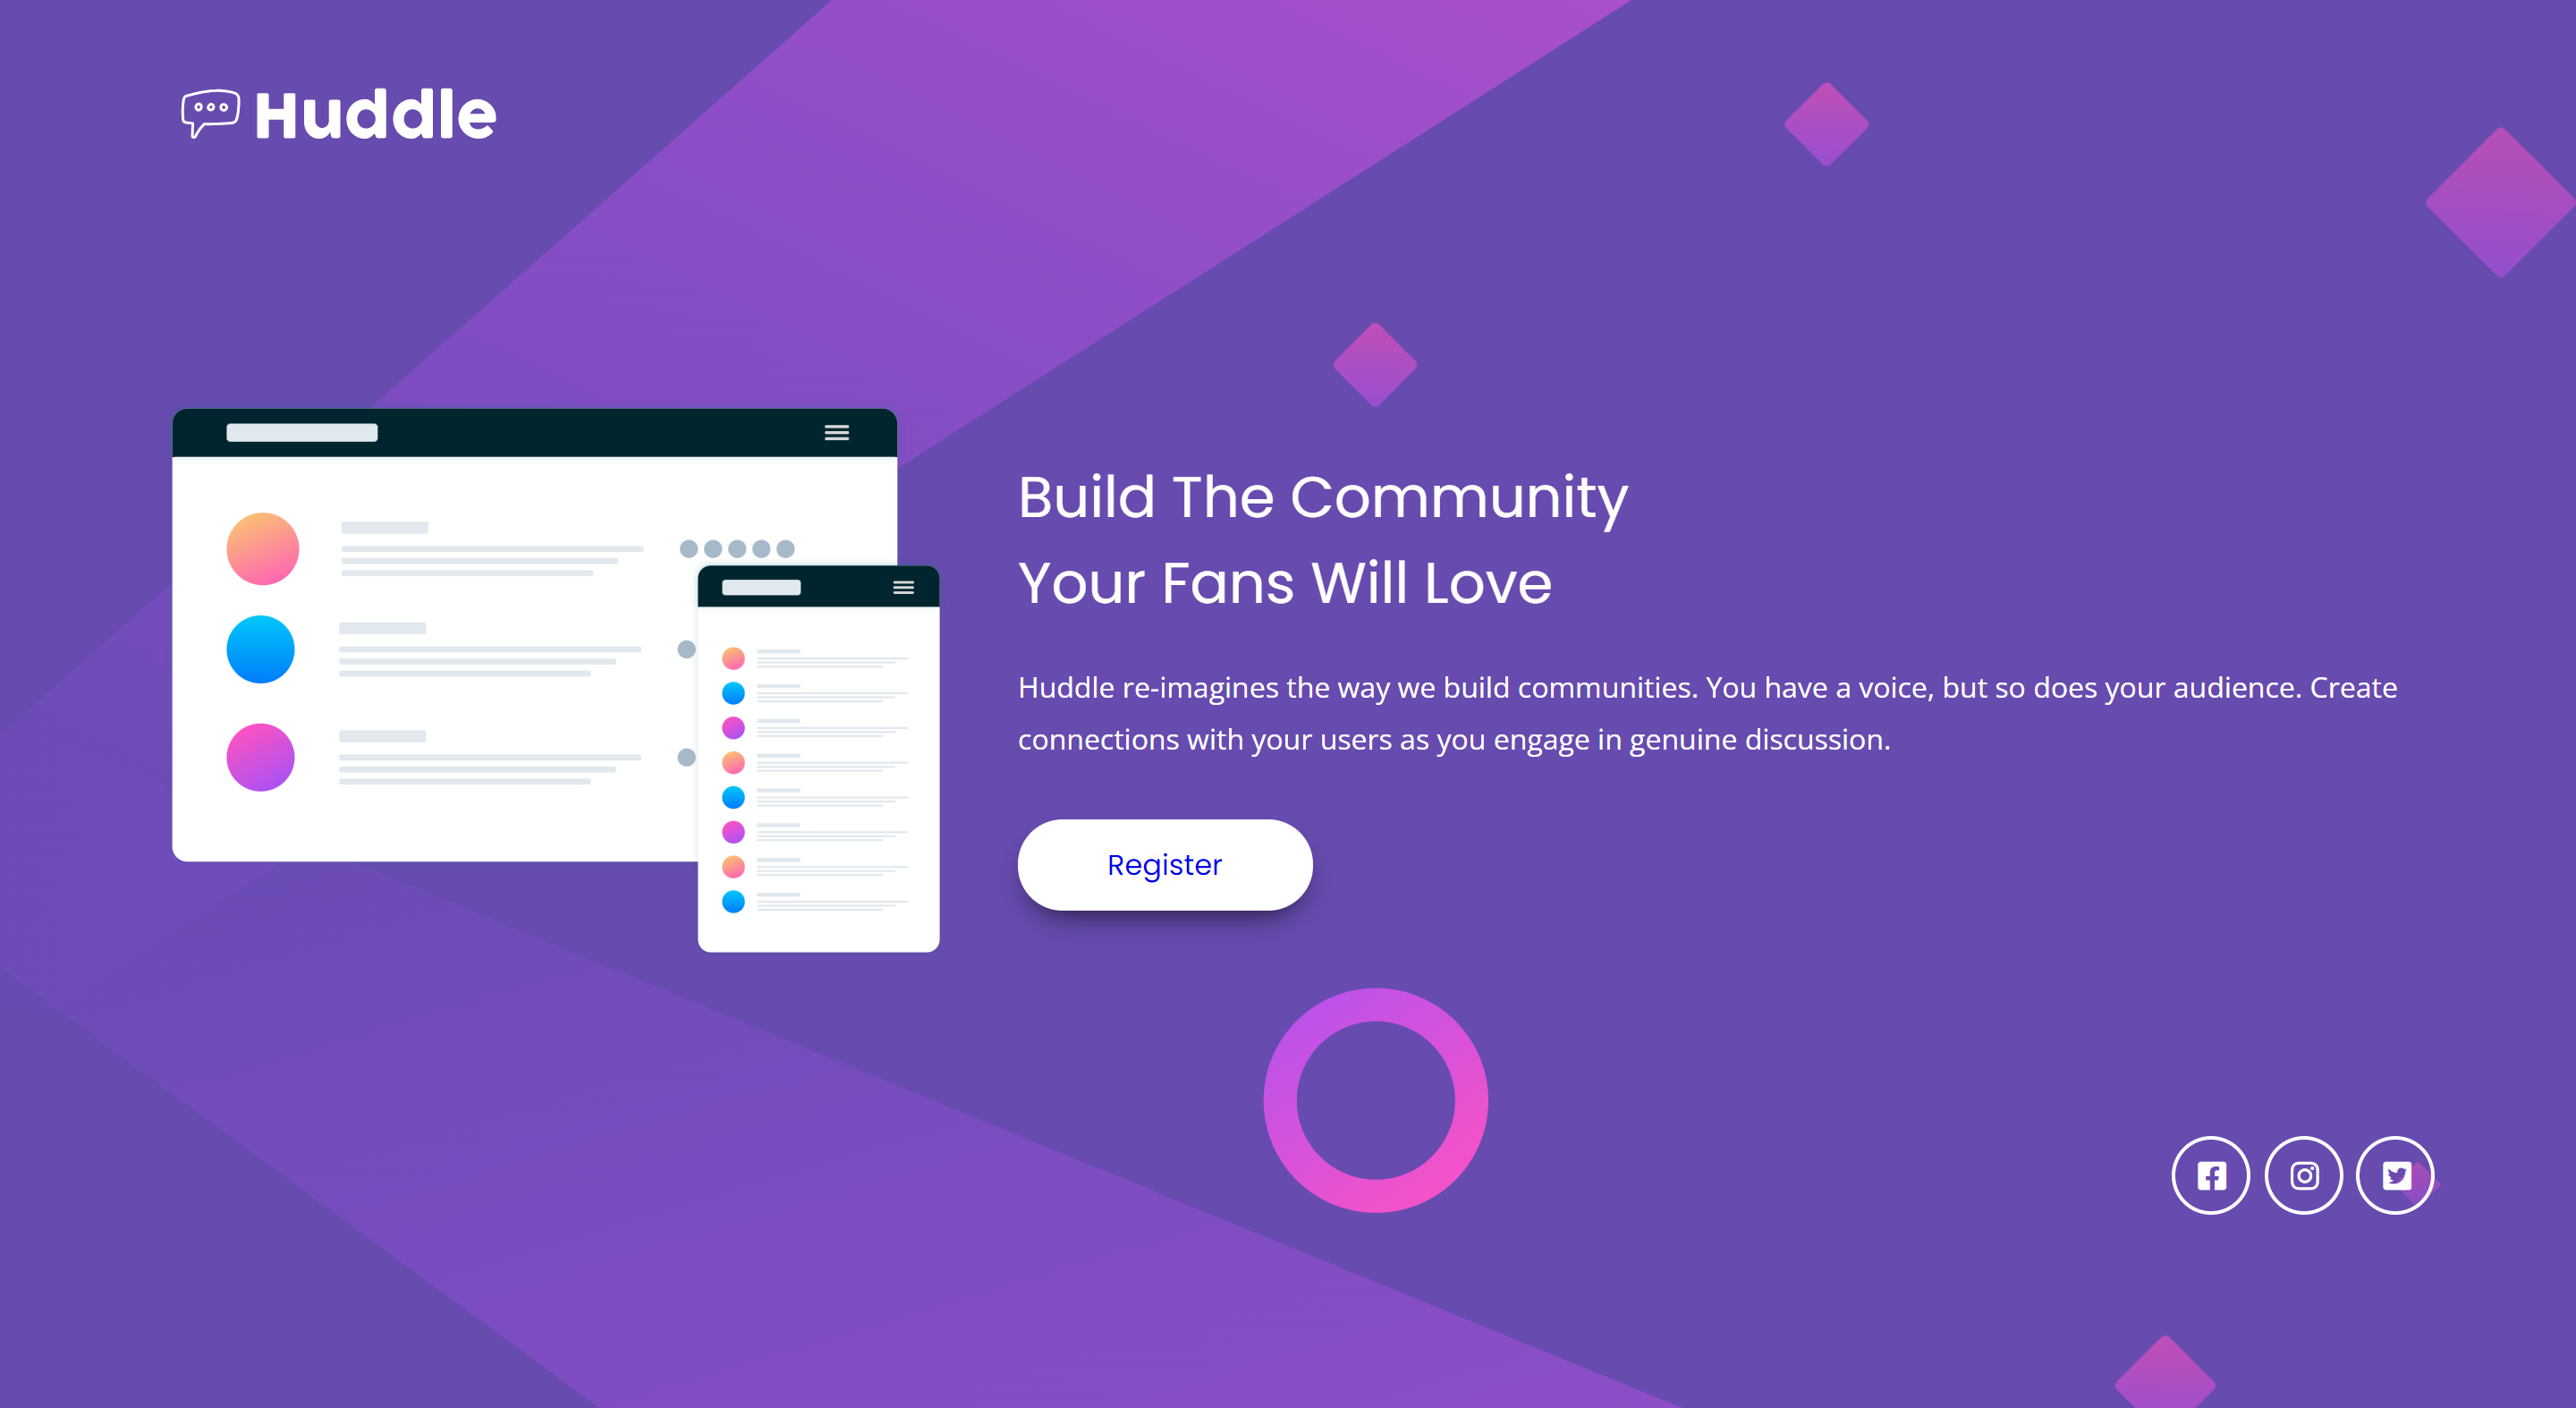 Huddle
Build The Community
Your Fans Will Love
Huddle re-imagines the way we build communities. You have a voice, but so does your audience. Create
connections with your users as you engage in genuine discussion.
Register